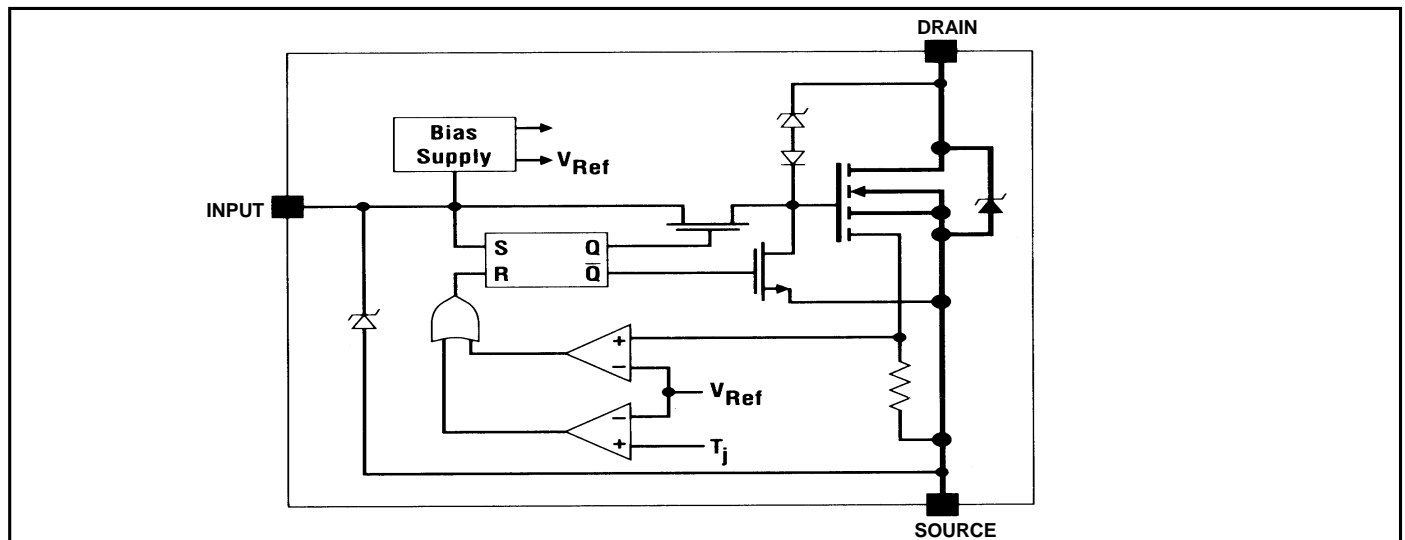 DRAIN
Bias
Supply
VRef
INPUT
S Q
R Q̅
+
−
VRef
−
+ Tj
SOURCE